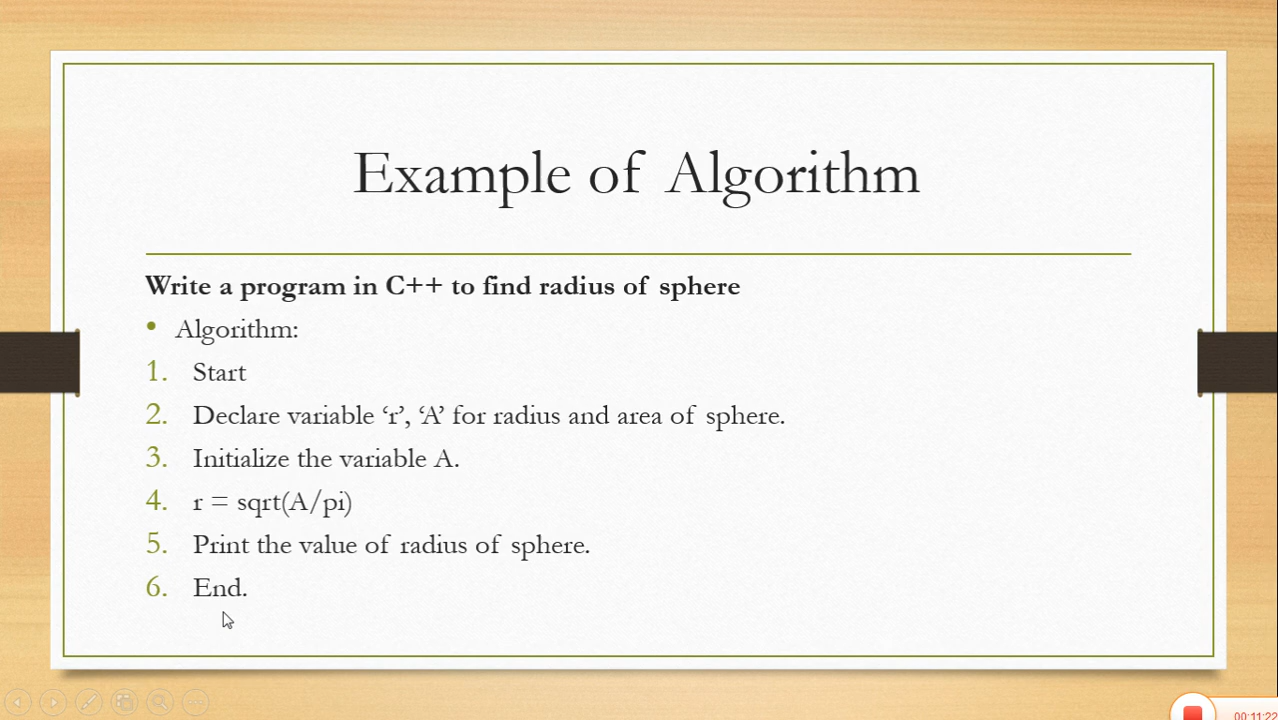 Example of Algorithm
Write a program in C++ to find radius of sphere
• Algorithm:
1. Start
2. Declare variable ‘r’, ‘A’ for radius and area of sphere.
3. Initialize the variable A.
4. r = sqrt(A/pi)
5. Print the value of radius of sphere.
6. End.
00:11:22